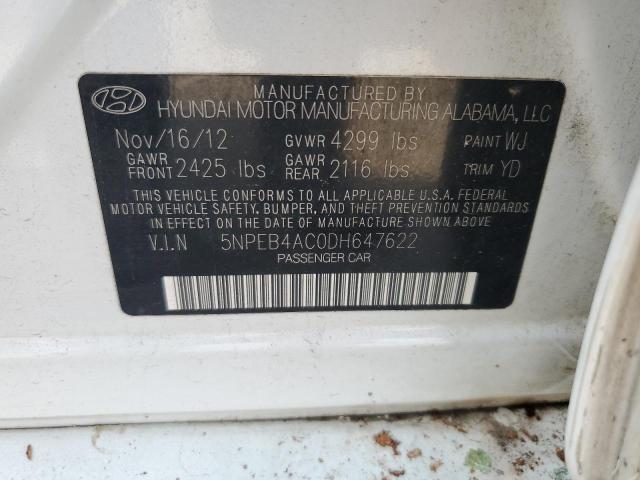 MANUFACTURED BY
HYUNDAI MOTOR MANUFACTURING ALABAMA, LLC
Nov/16/12 GVWR 4299 lbs PAINT WJ
GAWR FRONT 2425 lbs GAWR REAR 2116 lbs TRIM YD
THIS VEHICLE CONFORMS TO ALL APPLICABLE U.S.A. FEDERAL
MOTOR VEHICLE SAFETY, BUMPER, AND THEFT PREVENTION STANDARDS
IN EFFECT ON THE DATE OF MANUFACTURE SHOWN ABOVE
V.I.N 5NPEB4AC0DH647622
PASSENGER CAR